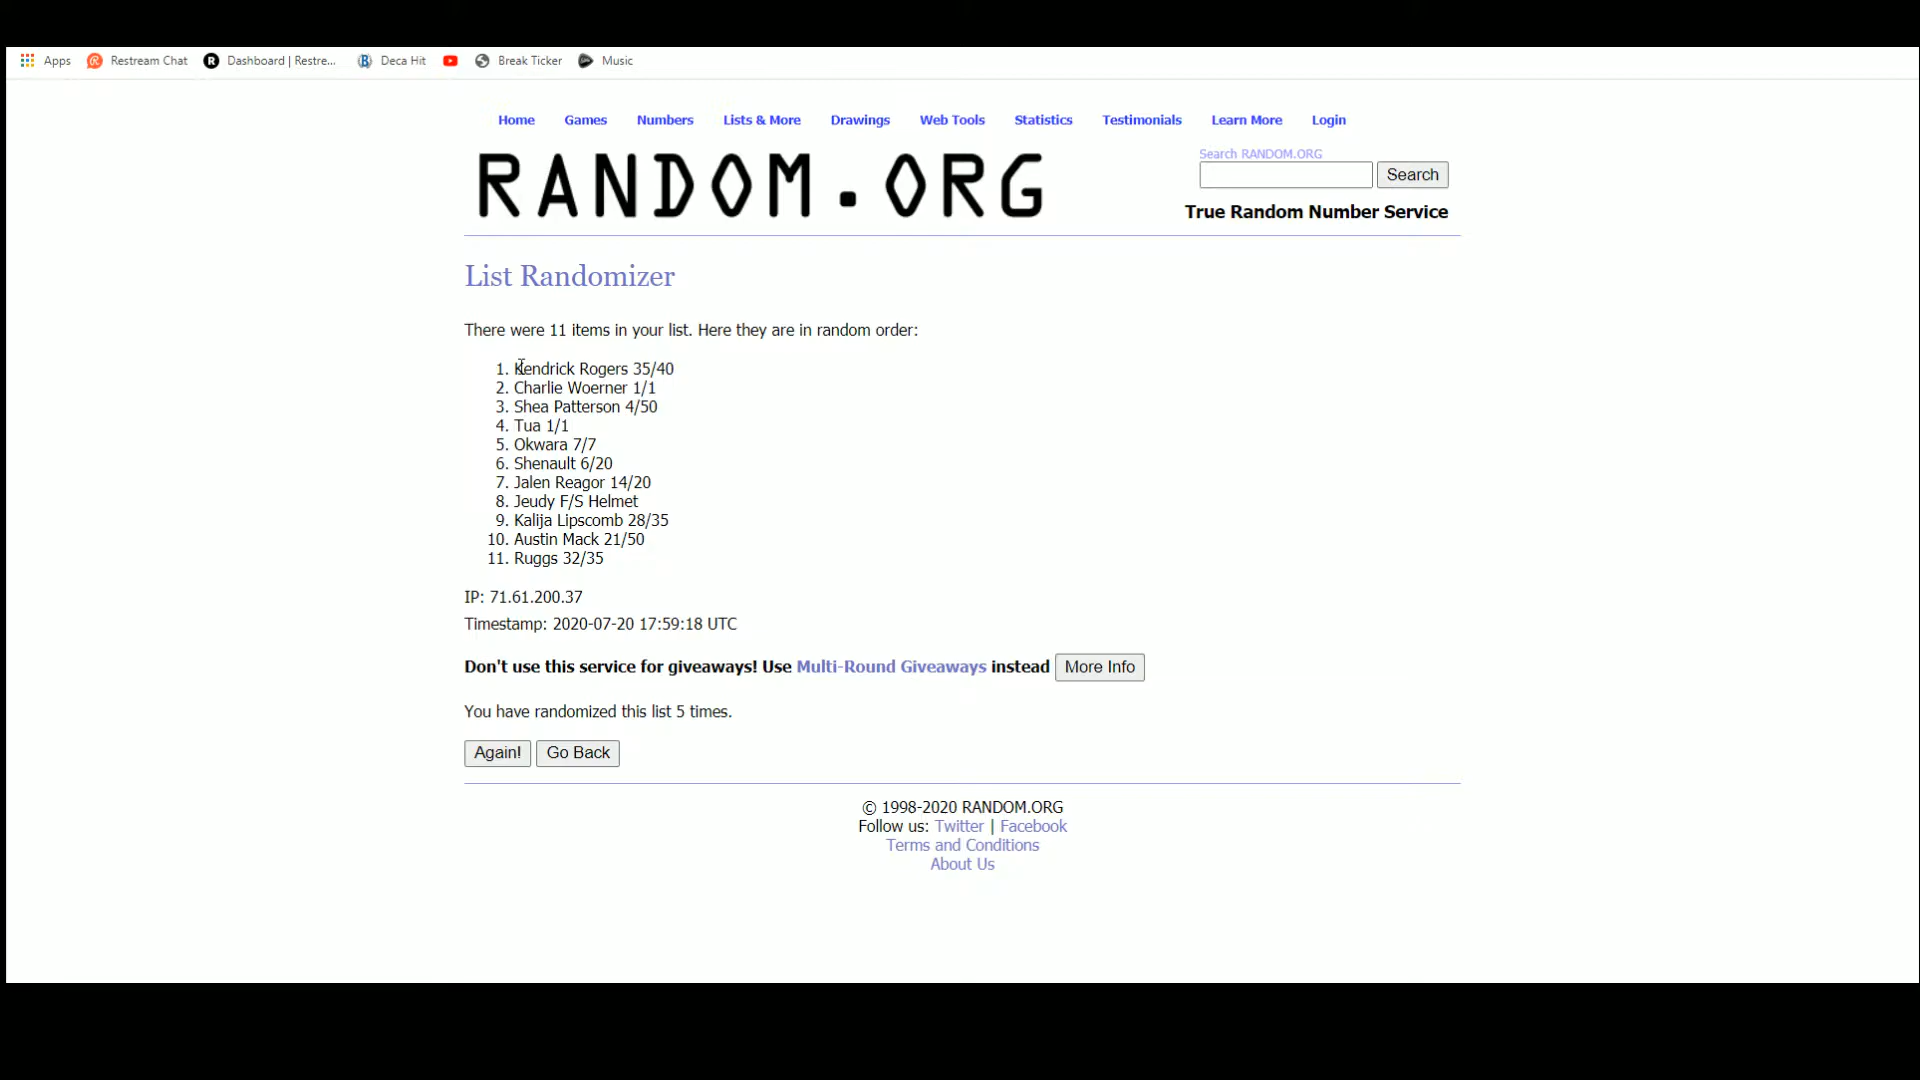 Apps Restream Chat Dashboard | Restre... Deca Hit Break Ticker Music
Home Games Numbers Lists & More Drawings Web Tools Statistics Testimonials Learn More Login
RANDOM.ORG
Search RANDOM.ORG
Search
True Random Number Service
List Randomizer
There were 11 items in your list. Here they are in random order:
1. Kendrick Rogers 35/40
2. Charlie Woerner 1/1
3. Shea Patterson 4/50
4. Tua 1/1
5. Okwara 7/7
6. Shenault 6/20
7. Jalen Reagor 14/20
8. Jeudy F/S Helmet
9. Kalija Lipscomb 28/35
10. Austin Mack 21/50
11. Ruggs 32/35
IP: 71.61.200.37
Timestamp: 2020-07-20 17:59:18 UTC
Don't use this service for giveaways! Use Multi-Round Giveaways instead More Info
You have randomized this list 5 times.
Again! Go Back
© 1998-2020 RANDOM.ORG
Follow us: Twitter | Facebook
Terms and Conditions
About Us